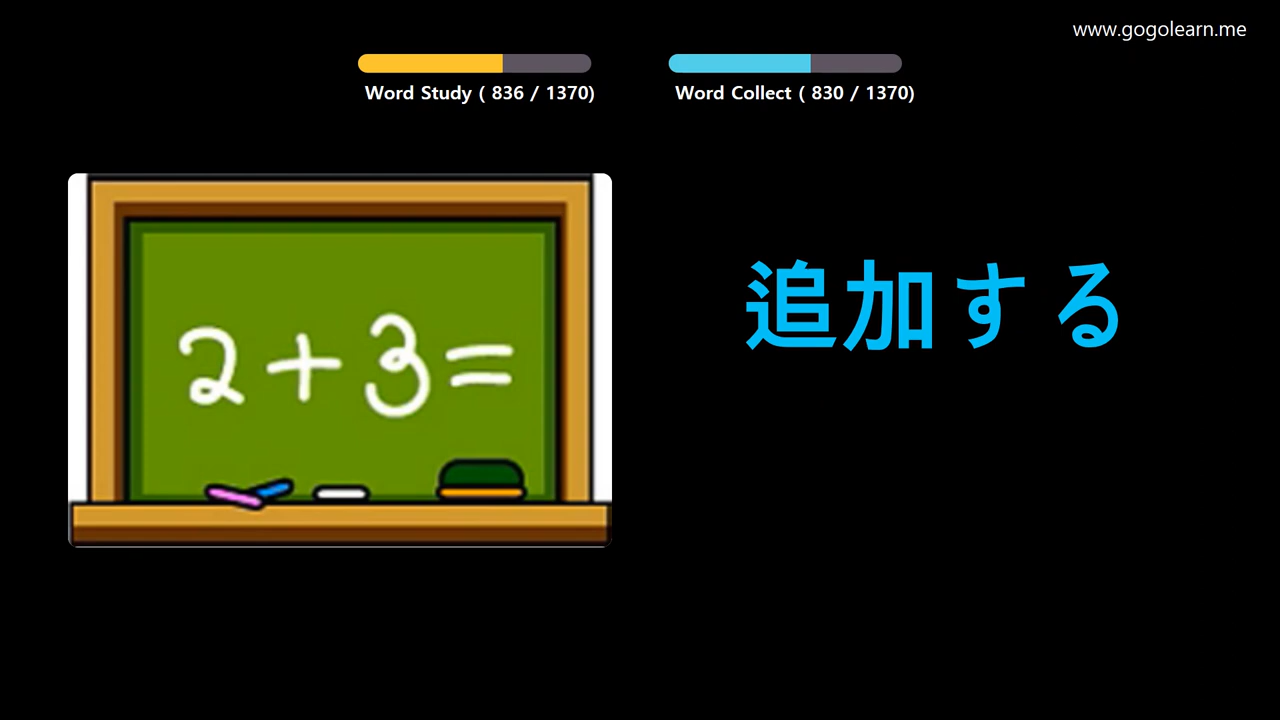 www.gogolearn.me
Word Study ( 836 / 1370)
Word Collect ( 830 / 1370)
追加する
2+3=